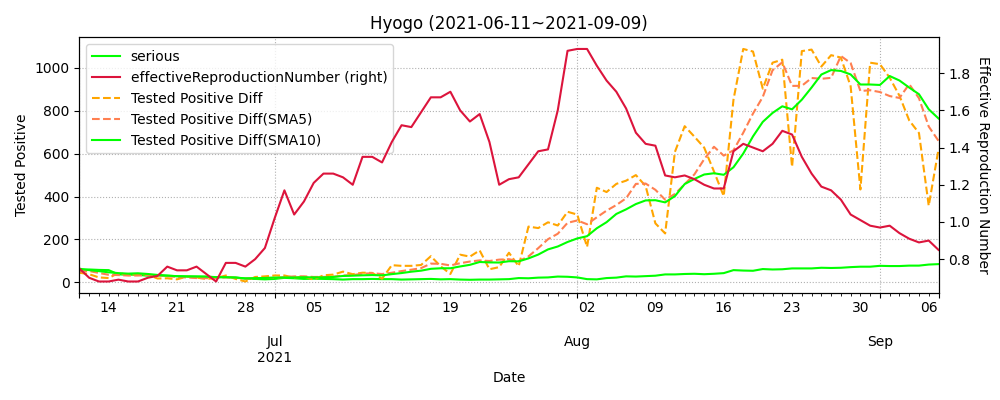 Hyogo (2021-06-11~2021-09-09)
serious
effectiveReproductionNumber (right)
Tested Positive Diff
Tested Positive Diff(SMA5)
Tested Positive Diff(SMA10)
Tested Positive
1000
800
600
400
200
0
Effective Reproduction Number
1.8
1.6
1.4
1.2
1.0
0.8
14 21 28 05 12 19 26 02 09 16 23 30 06
Jul Aug Sep
2021
Date